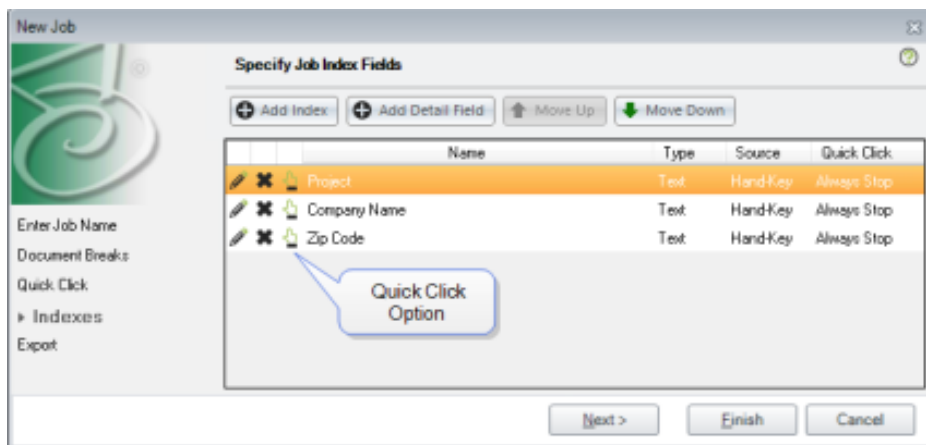 New Job
Specify Job Index Fields
Add Index Add Detail Field Move Up Move Down
Name Type Source Quick Click
Project Text Hand-Key Always Stop
Company Name Text Hand-Key Always Stop
Zip Code Text Hand-Key Always Stop
Quick Click
Option
Enter Job Name
Document Breaks
Quick Click
Indexes
Export
Next > Finish Cancel